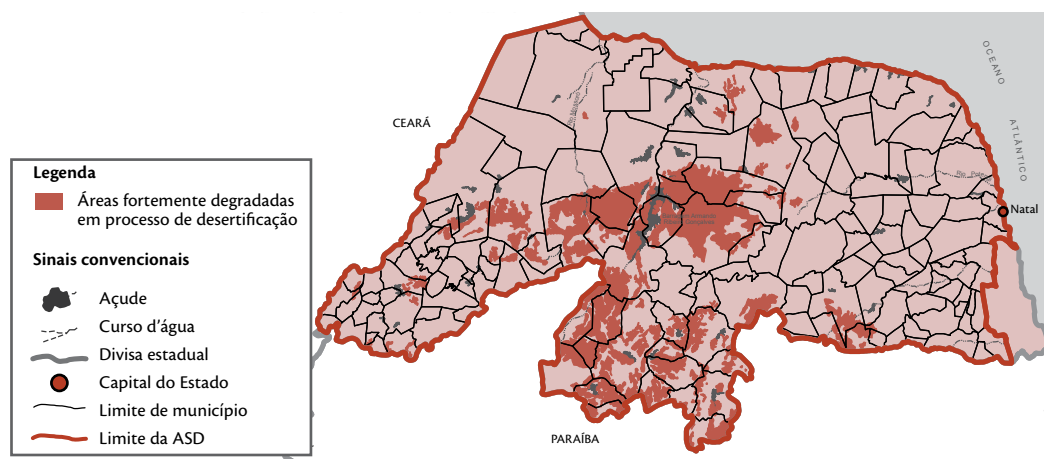 OCEANO
ATLÂNTICO
CEARÁ
Natal
PARAÍBA
Legenda
Áreas fortemente degradadas
em processo de desertificação
Sinais convencionais
Açude
Curso d'água
Divisa estadual
Capital do Estado
Limite de município
Limite da ASD